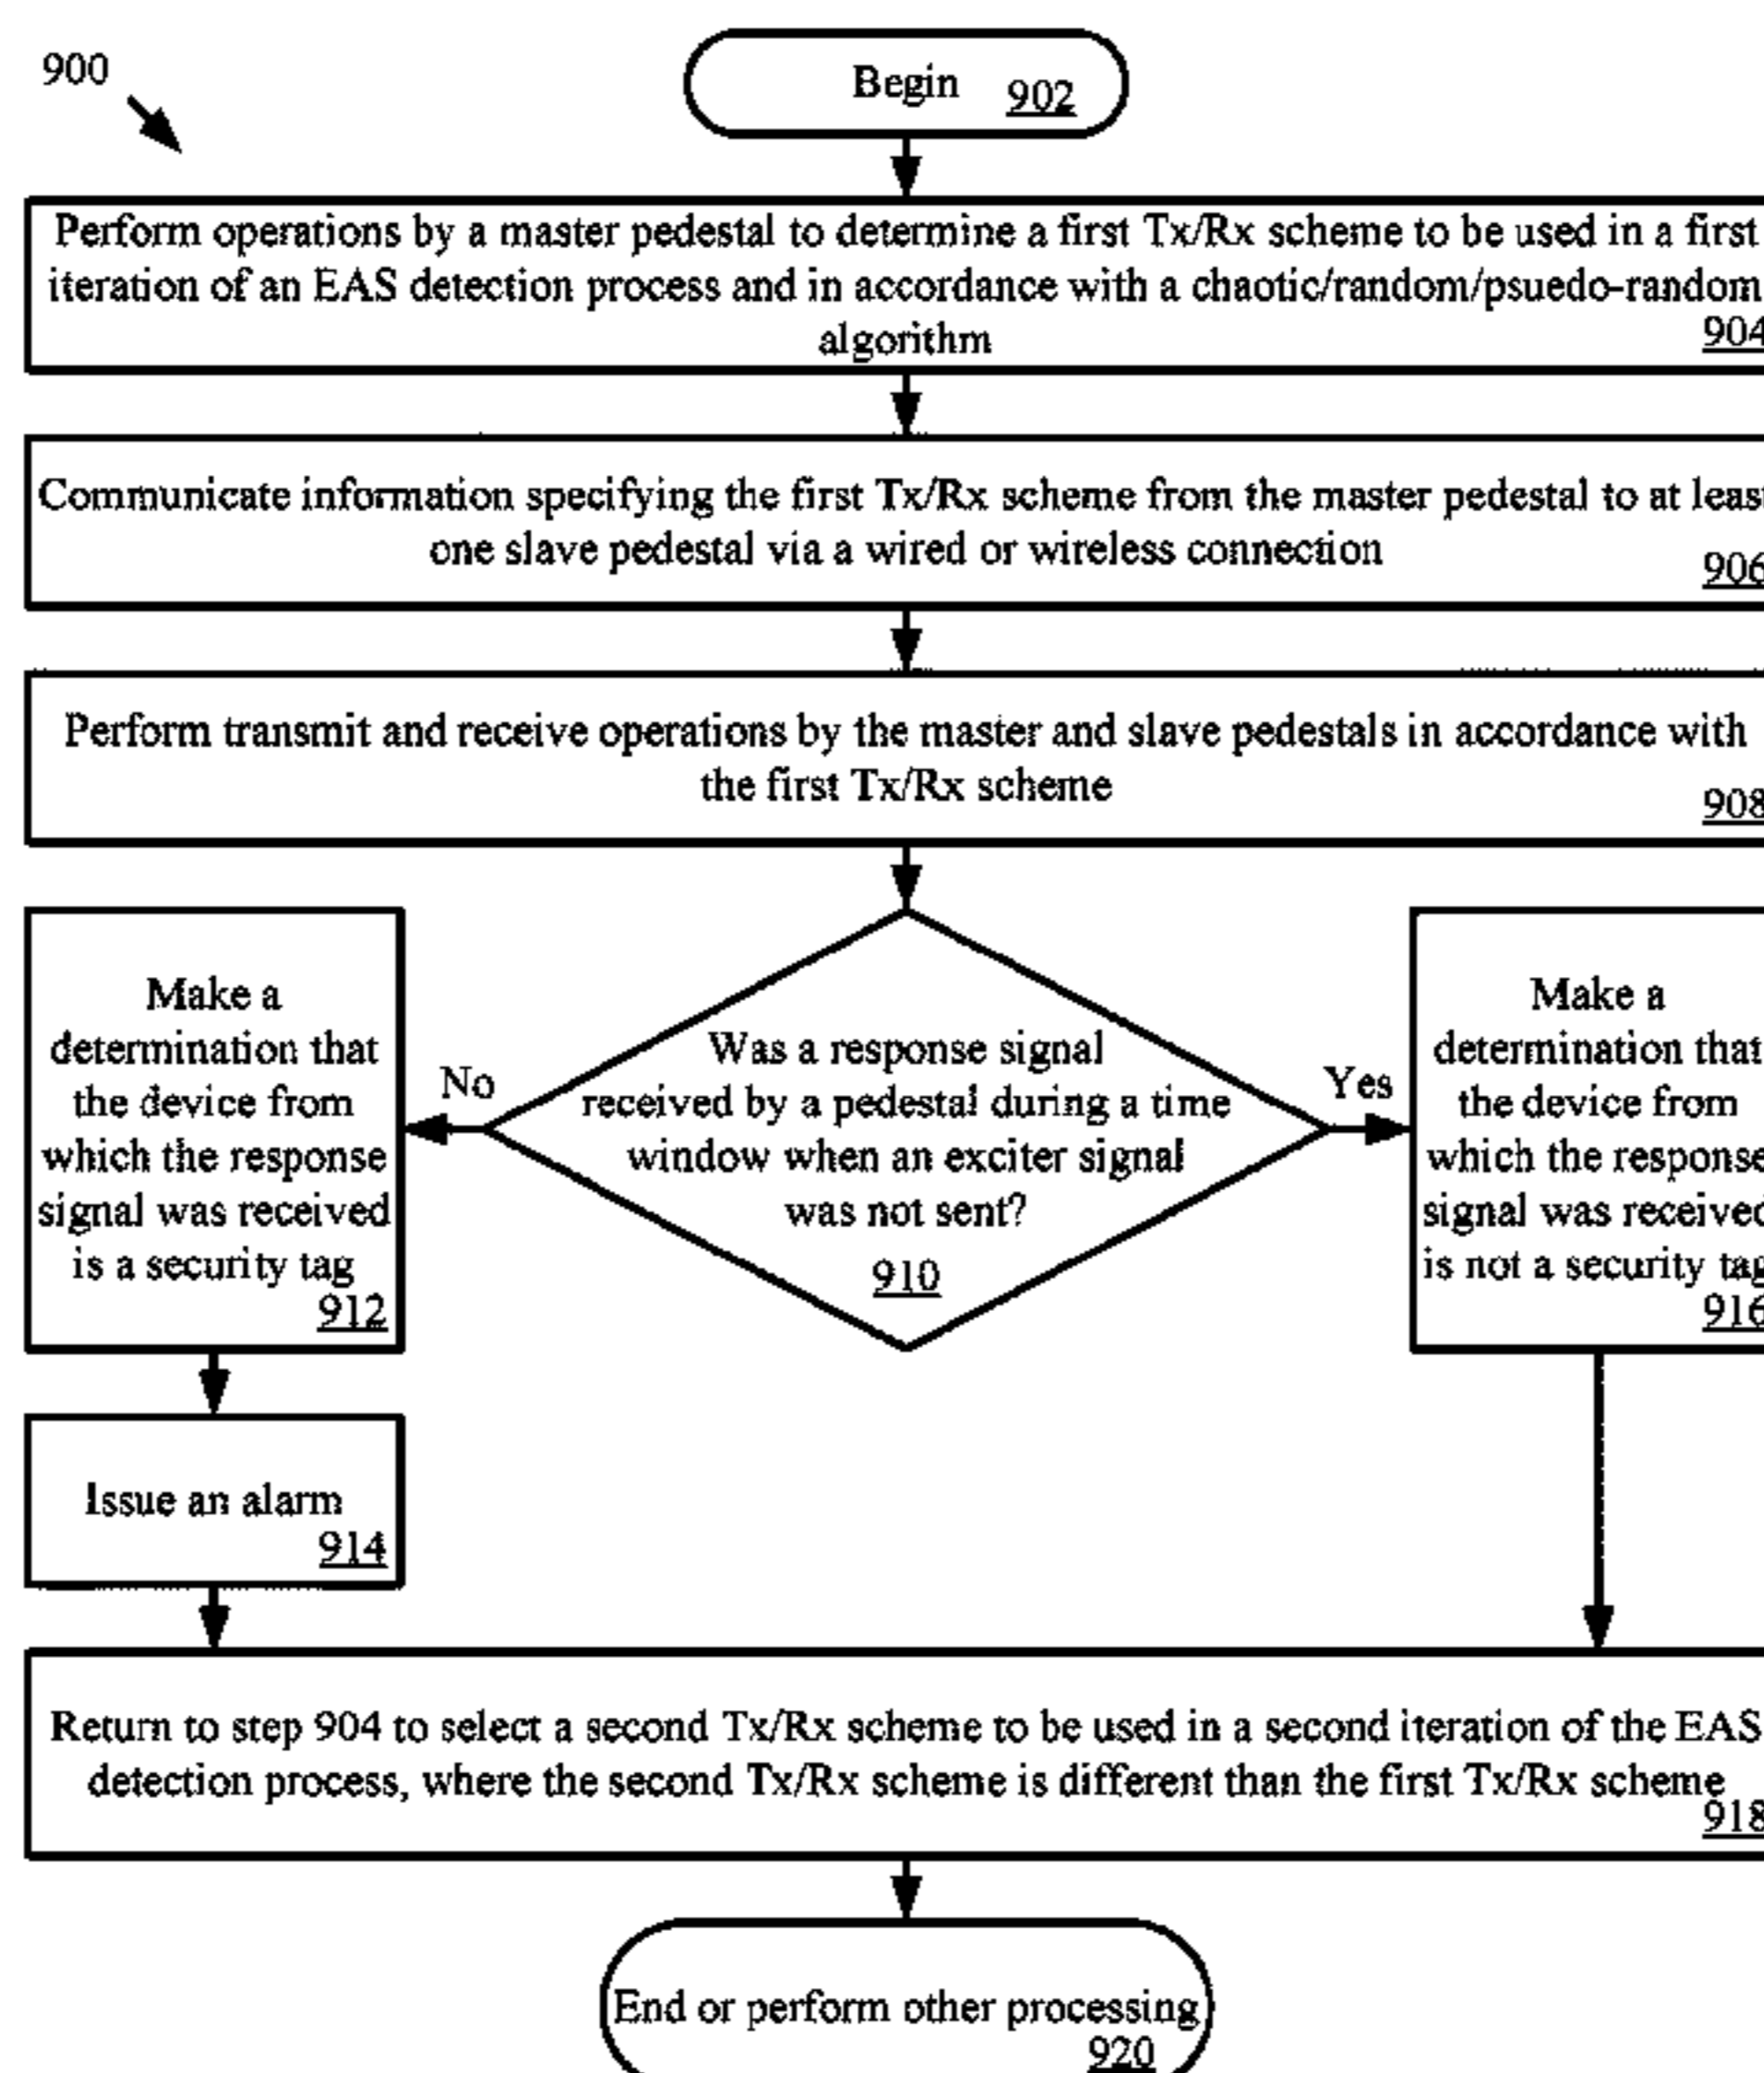 900
Begin 902
Perform operations by a master pedestal to determine a first Tx/Rx scheme to be used in a first
iteration of an EAS detection process and in accordance with a chaotic/random/psuedo-random
algorithm
904
Communicate information specifying the first Tx/Rx scheme from the master pedestal to at least
one slave pedestal via a wired or wireless connection
906
Perform transmit and receive operations by the master and slave pedestals in accordance with
the first Tx/Rx scheme
908
Make a
determination that
the device from
which the response
signal was received
is a security tag
912
No
Was a response signal
received by a pedestal during a time
window when an exciter signal
was not sent?
910
Yes
Make a
determination that
the device from
which the response
signal was received
is not a security tag
916
Issue an alarm
914
Return to step 904 to select a second Tx/Rx scheme to be used in a second iteration of the EAS
detection process, where the second Tx/Rx scheme is different than the first Tx/Rx scheme
918
End or perform other processing
920